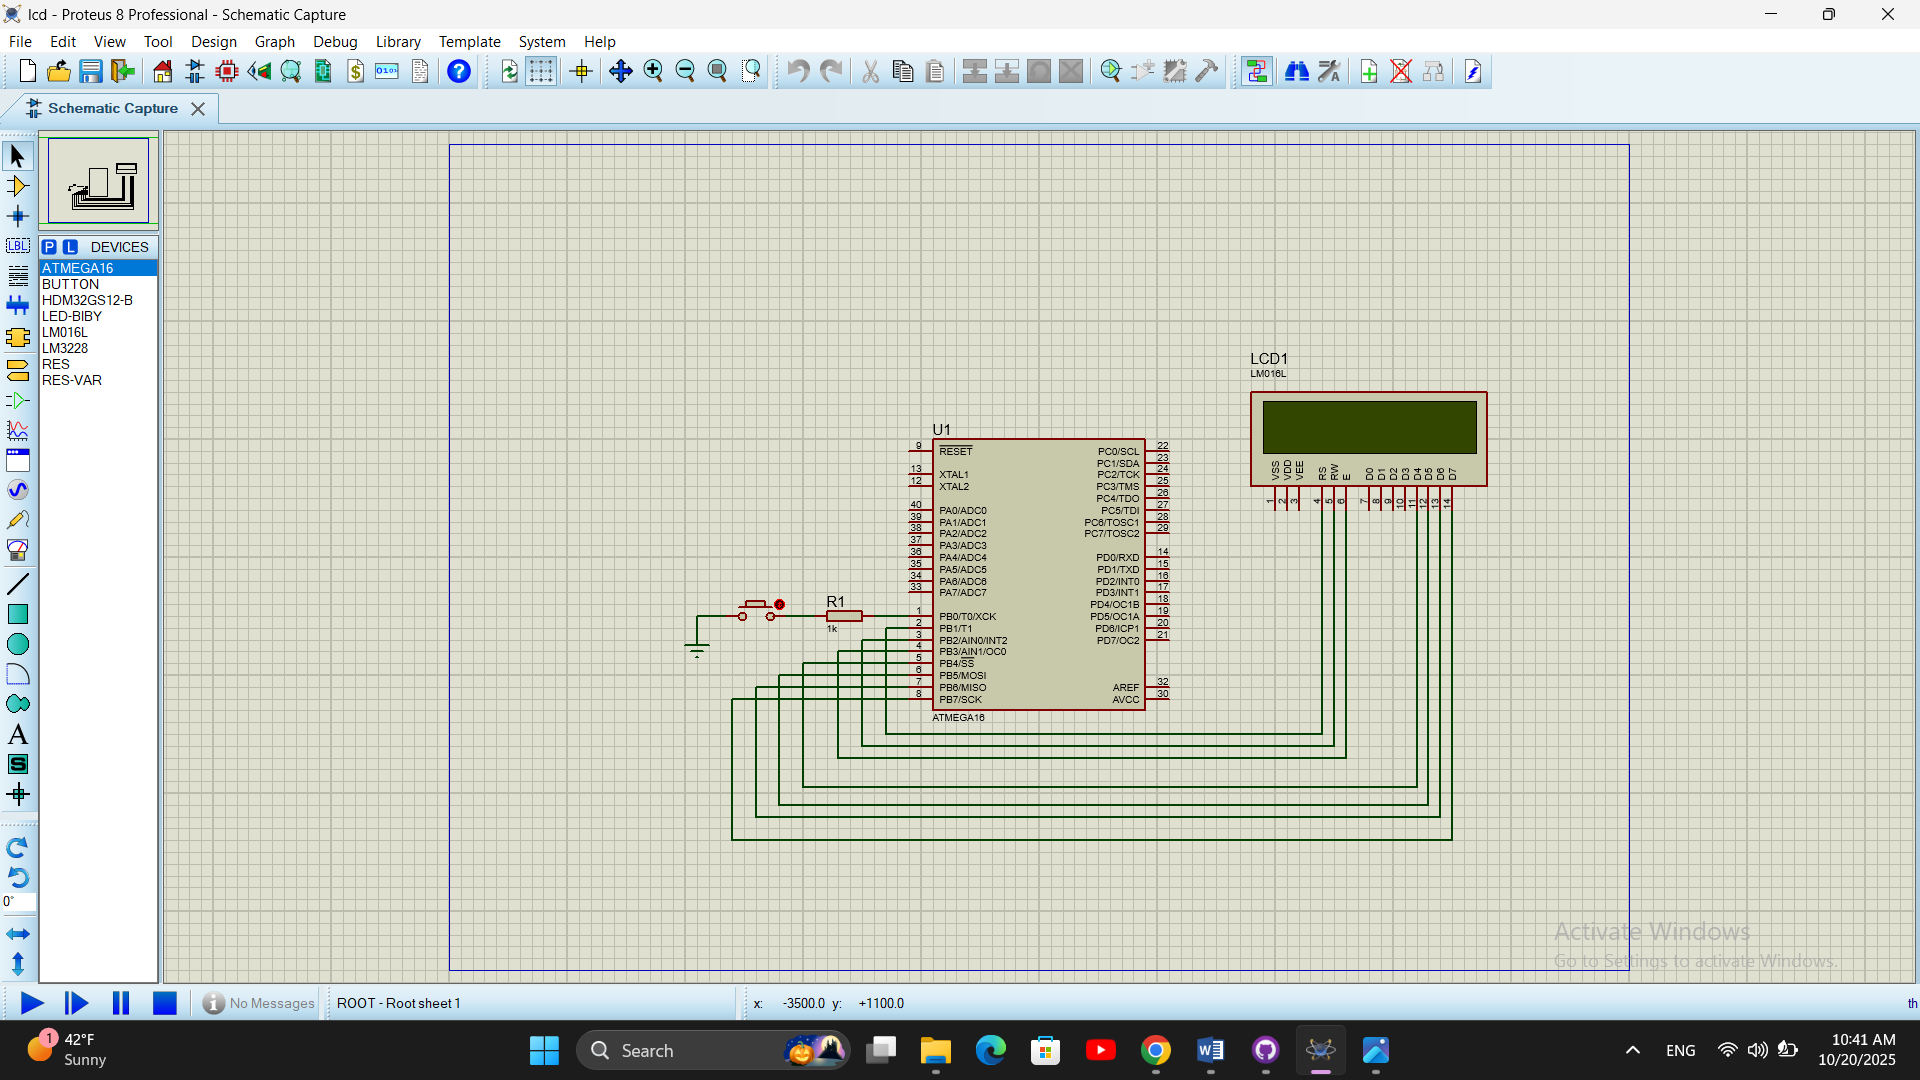 lcd - Proteus 8 Professional - Schematic Capture
File Edit View Tool Design Graph Debug Library Template System Help
Schematic Capture
P L DEVICES
ATMEGA16
BUTTON
HDM32GS12-B
LED-BIBY
LM016L
LM3228
RES
RES-VAR
LBL
A
S
0°
LCD1
LM016L
VSS VDD VEE RS RW E D0 D1 D2 D3 D4 D5 D6 D7
1 2 3 4 5 6 7 8 9 10 11 12 13 14
U1
9 RESET PC0/SCL 22
PC1/SDA 23
13 XTAL1 PC2/TCK 24
12 XTAL2 PC3/TMS 25
PC4/TDO 26
40 PA0/ADC0 PC5/TDI 27
39 PA1/ADC1 PC6/TOSC1 28
38 PA2/ADC2 PC7/TOSC2 29
37 PA3/ADC3
36 PA4/ADC4 PD0/RXD 14
35 PA5/ADC5 PD1/TXD 15
34 PA6/ADC6 PD2/INT0 16
33 PA7/ADC7 PD3/INT1 17
PD4/OC1B 18
1 PB0/T0/XCK PD5/OC1A 19
2 PB1/T1 PD6/ICP1 20
3 PB2/AIN0/INT2 PD7/OC2 21
4 PB3/AIN1/OC0
5 PB4/SS
6 PB5/MOSI
7 PB6/MISO AREF 32
8 PB7/SCK AVCC 30
ATMEGA16
R1
1k
Activate Windows
Go to Settings to activate Windows.
No Messages ROOT - Root sheet 1 x: -3500.0 y: +1100.0 th
1 42°F
Sunny
Search
ENG
10:41 AM
10/20/2025